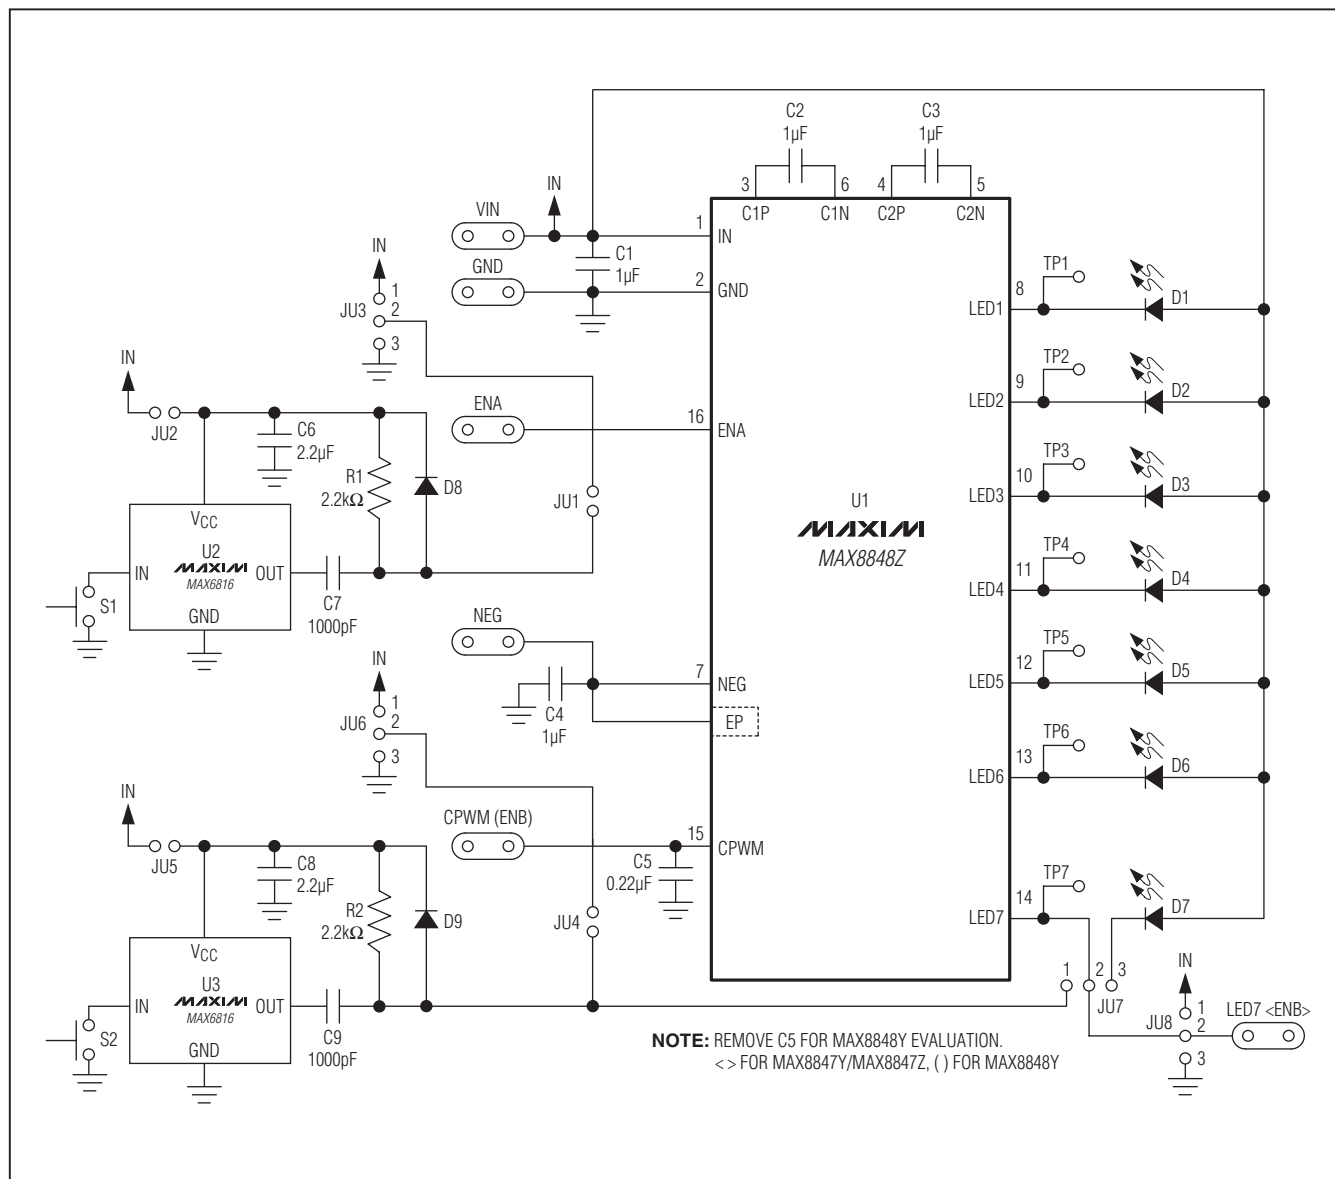 C2
1µF
C3
1µF
3
6
4
5
C1P
C1N
C2P
C2N
IN
VIN
1
IN
C1
1µF
GND
2
GND
IN
1
JU3
2
3
TP1
8
LED1
D1
IN
JU2
C6
2.2µF
R1
2.2kΩ
D8
ENA
16
ENA
JU1
TP2
9
LED2
D2
TP3
10
LED3
D3
VCC
U2
MAXIM
MAX6816
IN
OUT
GND
S1
C7
1000pF
U1
MAXIM
MAX8848Z
TP4
11
LED4
D4
NEG
7
NEG
EP
C4
1µF
IN
1
JU6
2
3
TP5
12
LED5
D5
TP6
13
LED6
D6
IN
JU5
C8
2.2µF
R2
2.2kΩ
D9
CPWM (ENB)
15
CPWM
C5
0.22µF
JU4
TP7
14
LED7
D7
VCC
U3
MAXIM
MAX6816
IN
OUT
GND
S2
C9
1000pF
1
2
3
JU7
IN
1
JU8
2
3
LED7 <ENB>
NOTE: REMOVE C5 FOR MAX8848Y EVALUATION.
< > FOR MAX8847Y/MAX8847Z, ( ) FOR MAX8848Y